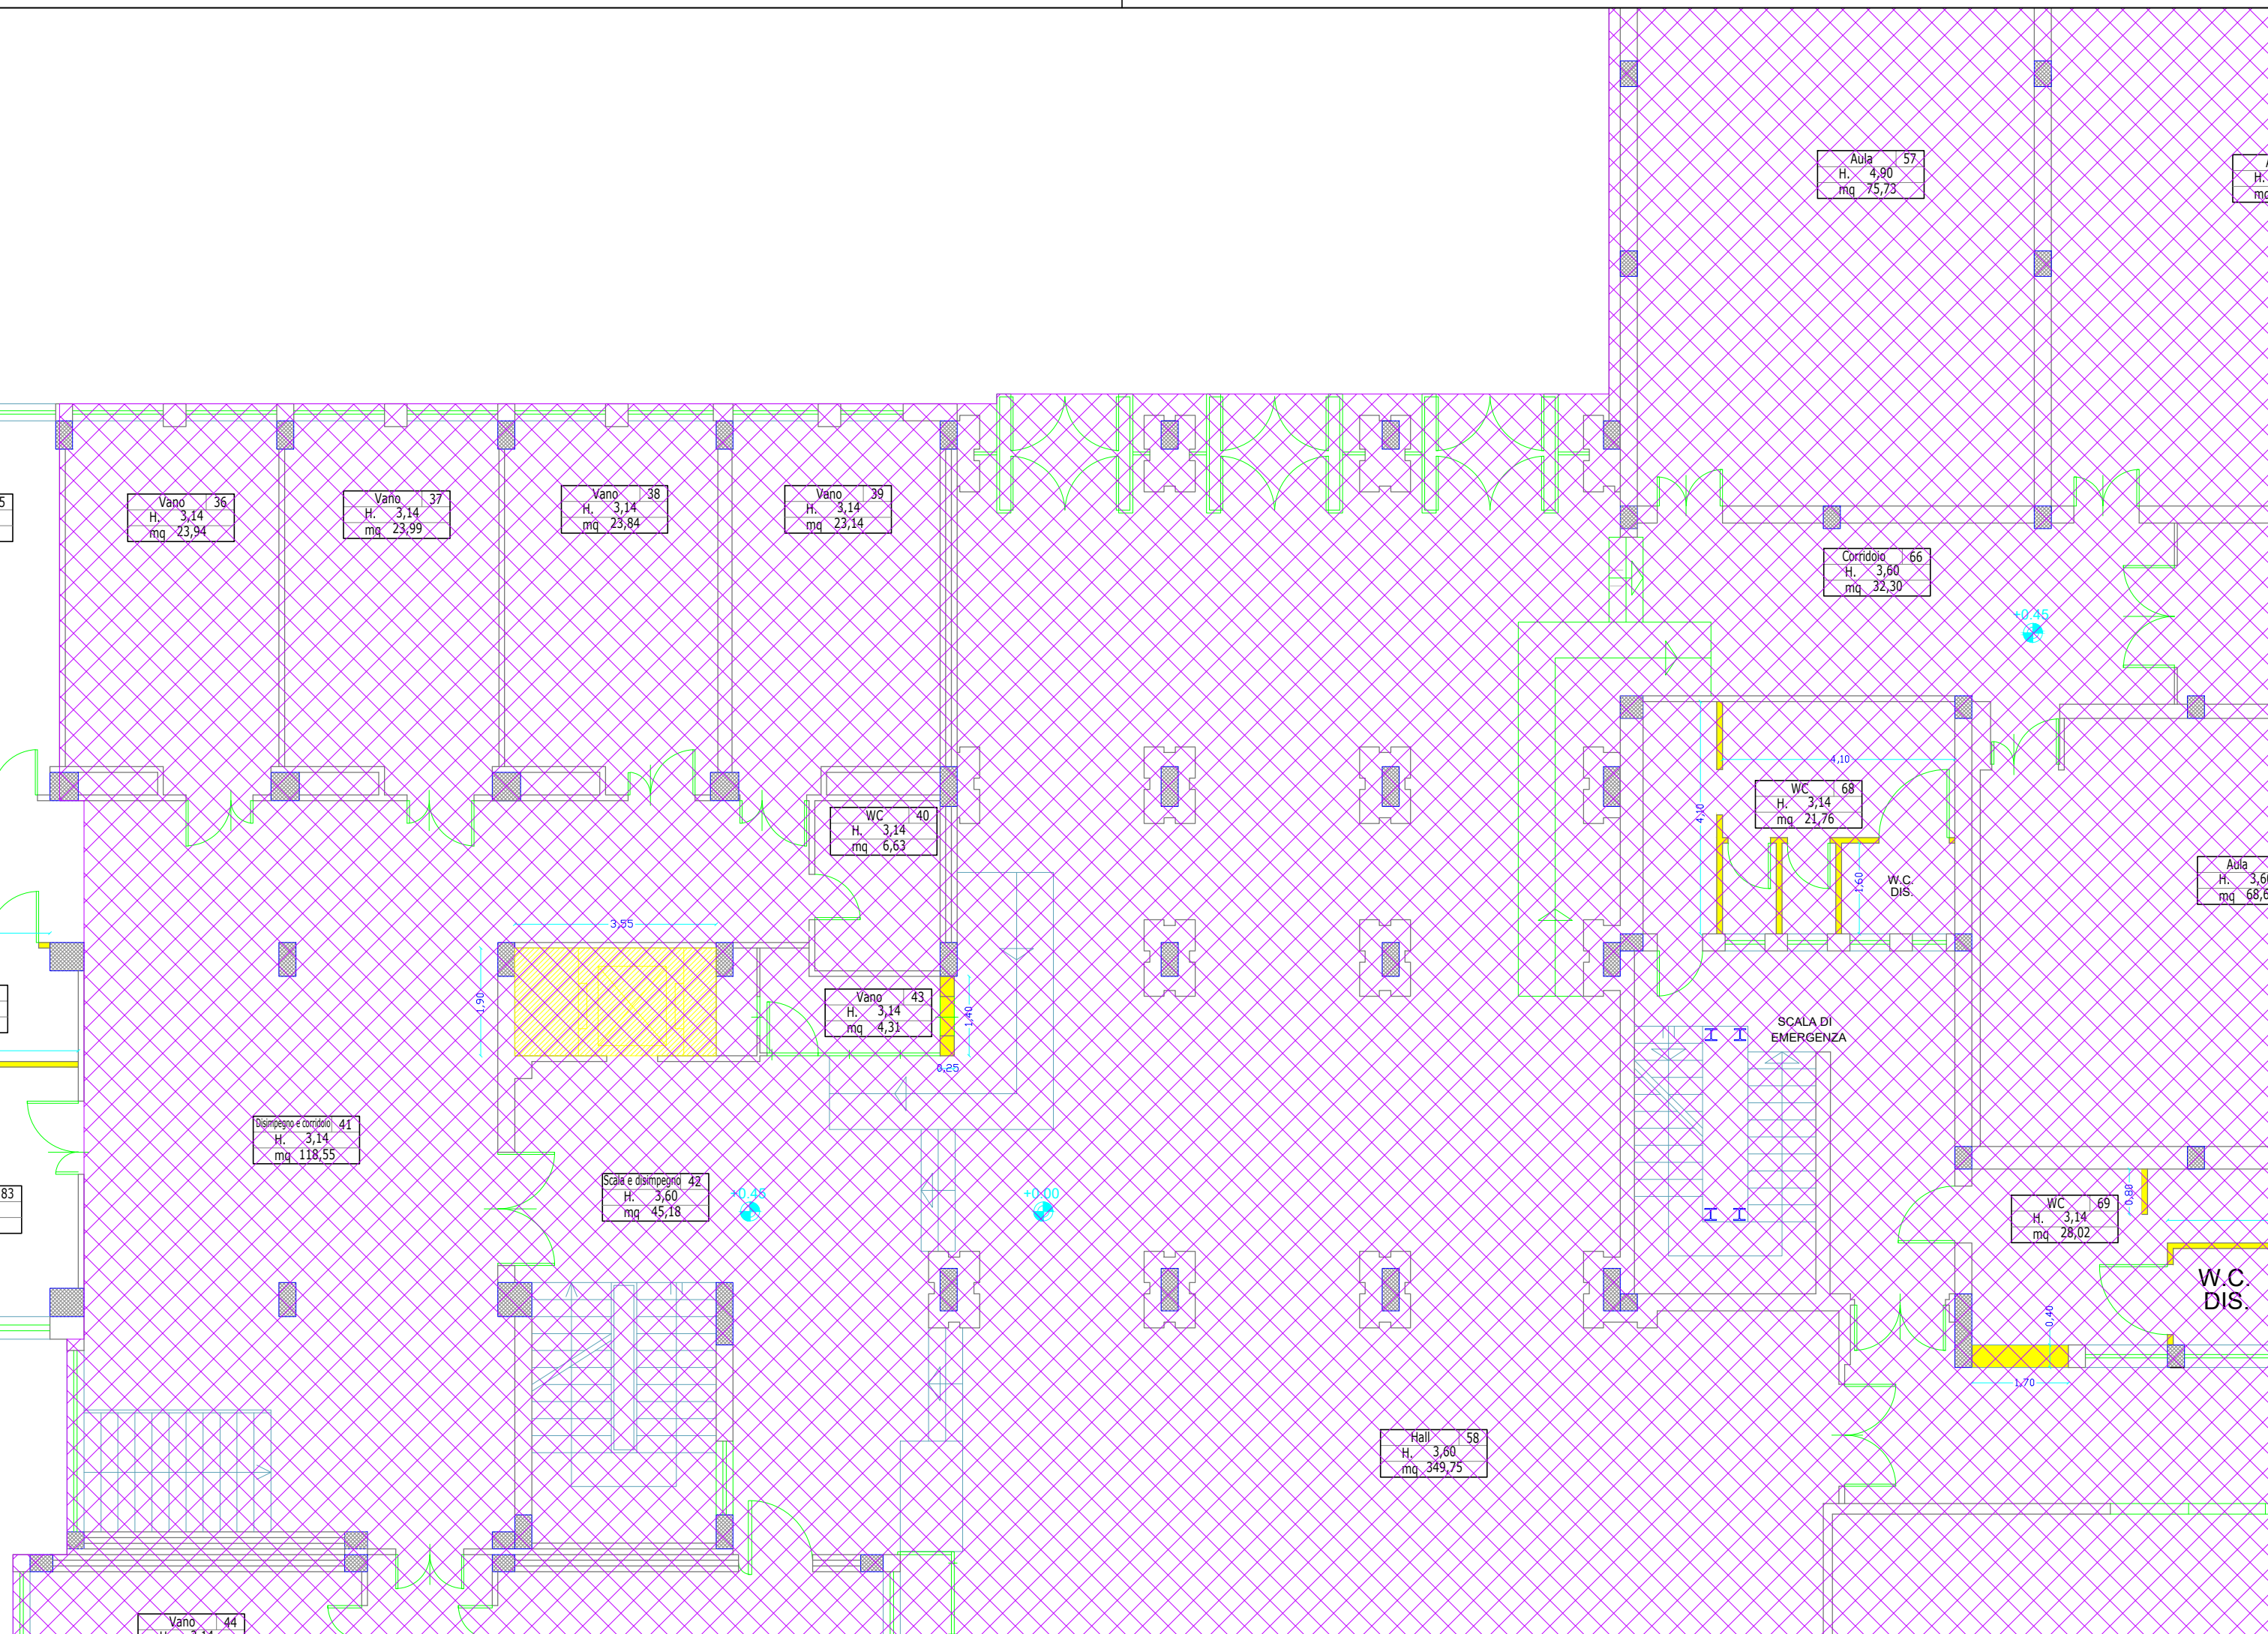 Aula 57
H. 4,90
mq 75,73
H.
5
Vano 36
H. 3,14
mq 23,94
Vano 37
H. 3,14
mq 23,99
Vano 38
H. 3,14
mq 23,84
Vano 39
H. 3,14
mq 23,14
Corridoio 66
H. 3,60
mq 32,30
+0.45
4,10
4,10
WC 68
H. 3,14
mq 21,76
WC 40
H. 3,14
mq 6,63
1,60
W.C.
DIS.
Aula
H. 3,6
68,6
3,55
1,90
Vano 43
H. 3,14
mq 4,31
1,40
0,25
SCALA DI
EMERGENZA
Disimpegno e corridoio 41
H. 3,14
mq 118,55
Scala e disimpegno 42
H. 3,60
mq 45,18
+0.45
+0.00
83
0,80
WC 69
H. 3,14
mq 28,02
W.C.
DIS.
0,40
1,70
Hall 58
H. 3,60
mq 349,75
Vano 44